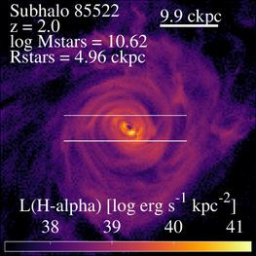 Subhalo 85522
z = 2.0
log Mstars = 10.62
Rstars = 4.96 ckpc
9.9 ckpc
L(H-alpha) [log erg s⁻¹ kpc⁻²]
38 39 40 41